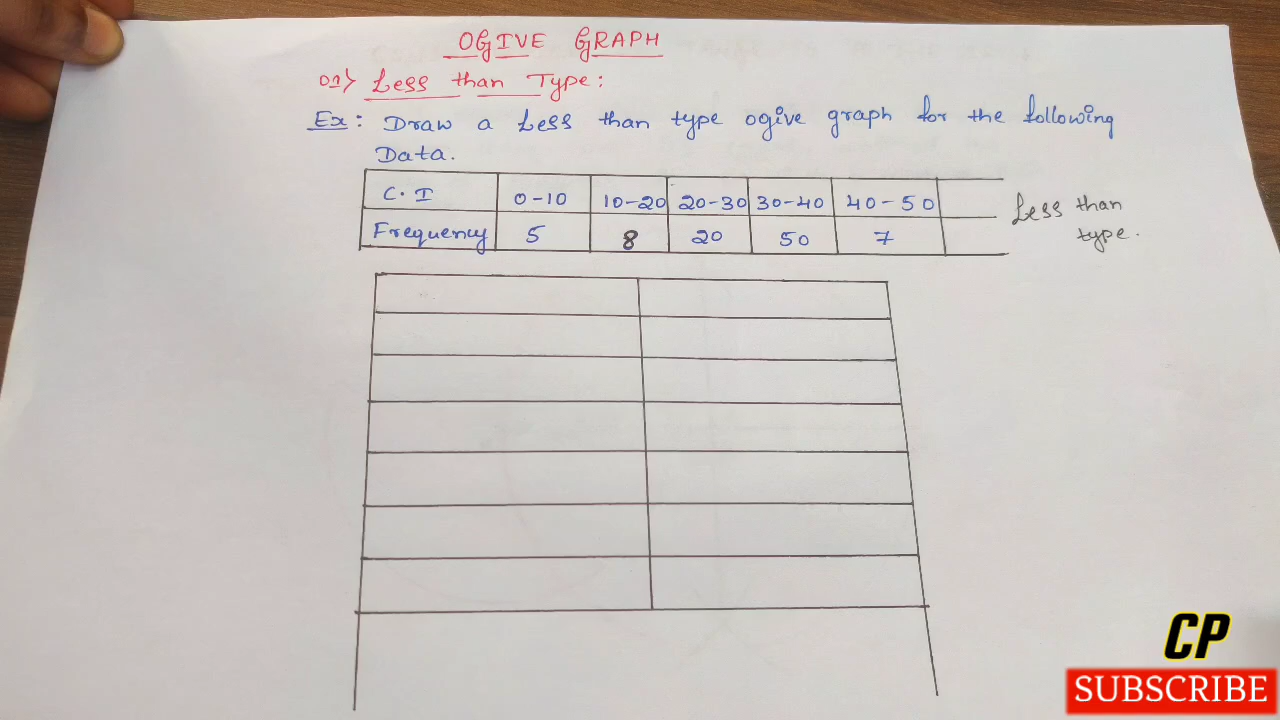 OGIVE GRAPH
01) Less than Type:
Ex: Draw a Less than type ogive graph for the following
Data.
C.I 0-10 10-20 20-30 30-40 40-50
Frequency 5 8 20 50 7
Less than
type.
CP
SUBSCRIBE